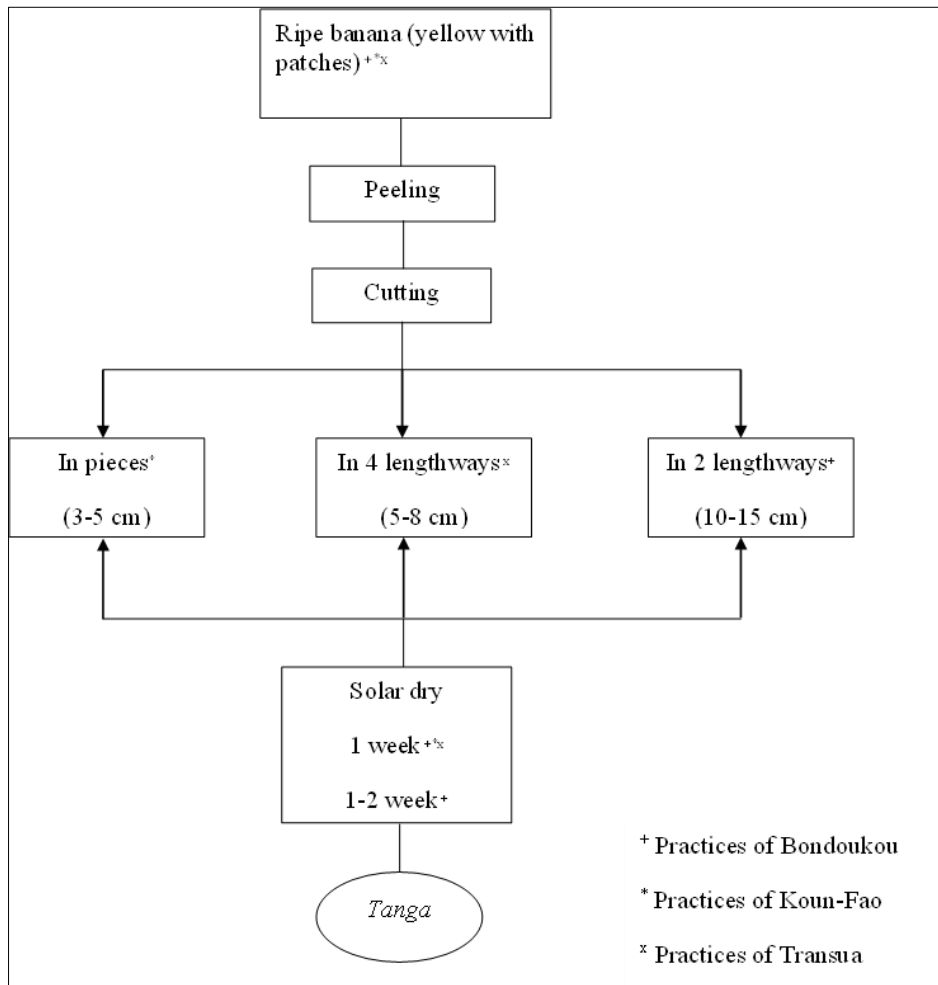 Ripe banana (yellow with
patches) +*x
Peeling
Cutting
In pieces*
(3-5 cm)
In 4 lengthways x
(5-8 cm)
In 2 lengthways+
(10-15 cm)
Solar dry
1 week +*x
1-2 week+
Tanga
+ Practices of Bondoukou
* Practices of Koun-Fao
x Practices of Transua